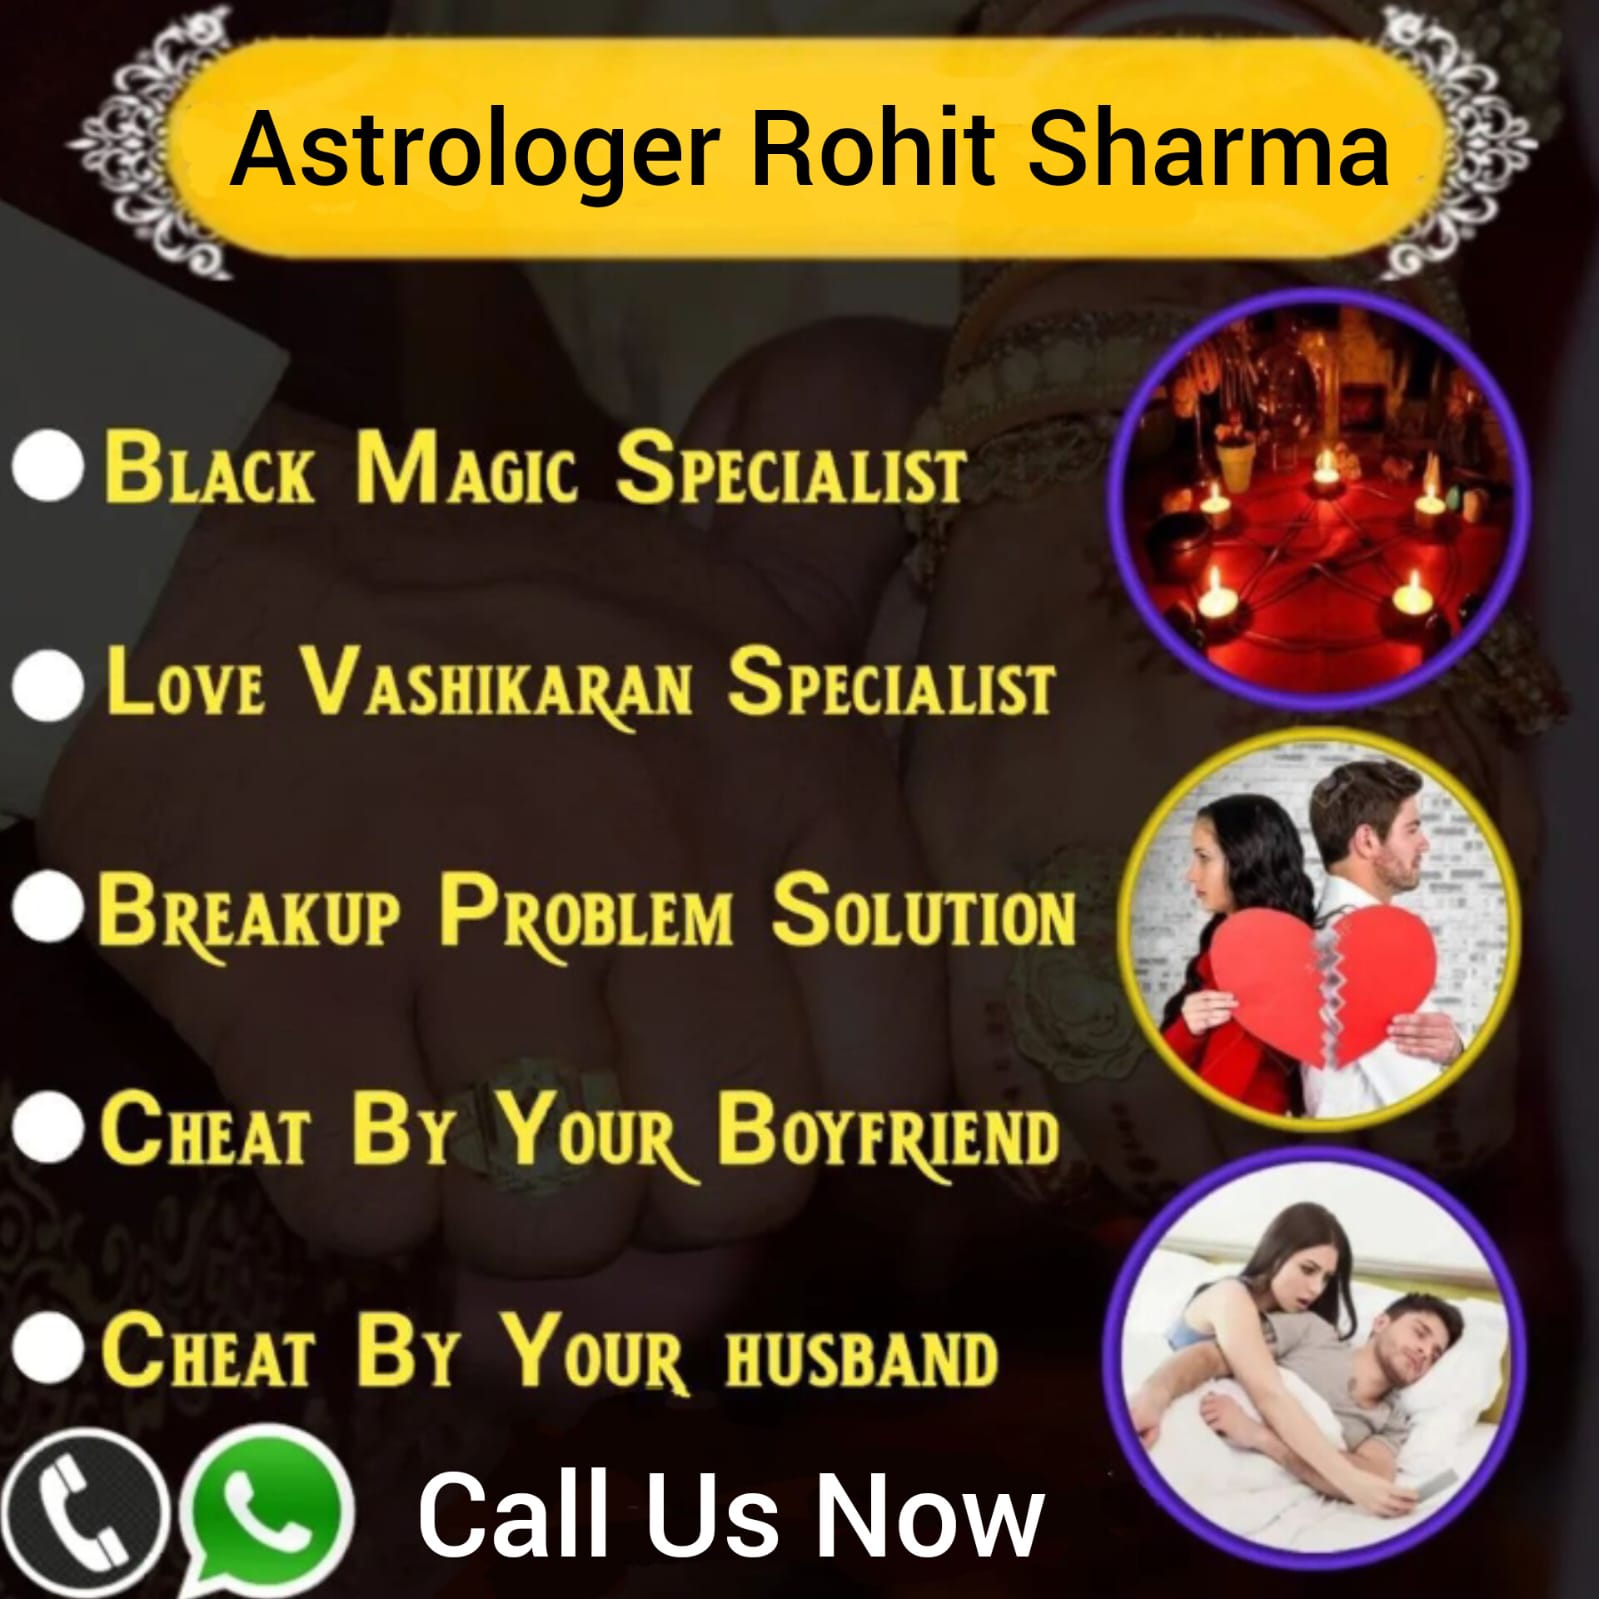 Astrologer Rohit Sharma
Black Magic Specialist
Love Vashikaran Specialist
Breakup Problem Solution
Cheat By Your Boyfriend
Cheat By Your husband
Call Us Now